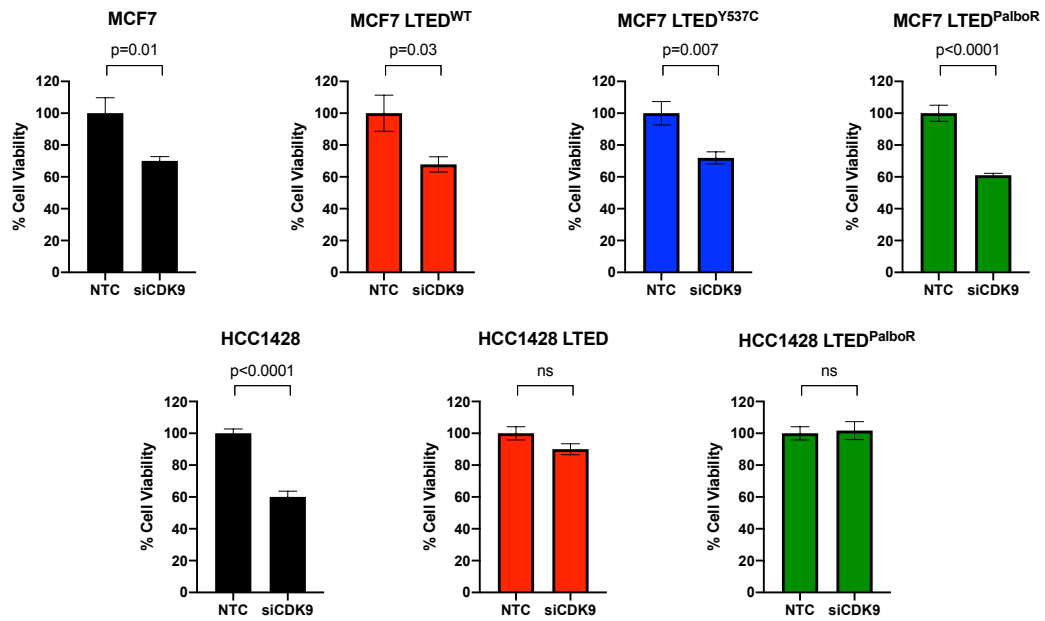 MCF7
p=0.01
% Cell Viability
120
100
80
60
40
20
0
NTC siCDK9
MCF7 LTEDWT
p=0.03
% Cell Viability
120
100
80
60
40
20
0
NTC siCDK9
MCF7 LTEDY537C
p=0.007
% Cell Viability
120
100
80
60
40
20
0
NTC siCDK9
MCF7 LTEDPalboR
p<0.0001
% Cell Viability
120
100
80
60
40
20
0
NTC siCDK9
HCC1428
p<0.0001
% Cell Viability
120
100
80
60
40
20
0
NTC siCDK9
HCC1428 LTED
ns
% Cell Viability
120
100
80
60
40
20
0
NTC siCDK9
HCC1428 LTEDPalboR
ns
% Cell Viability
120
100
80
60
40
20
0
NTC siCDK9